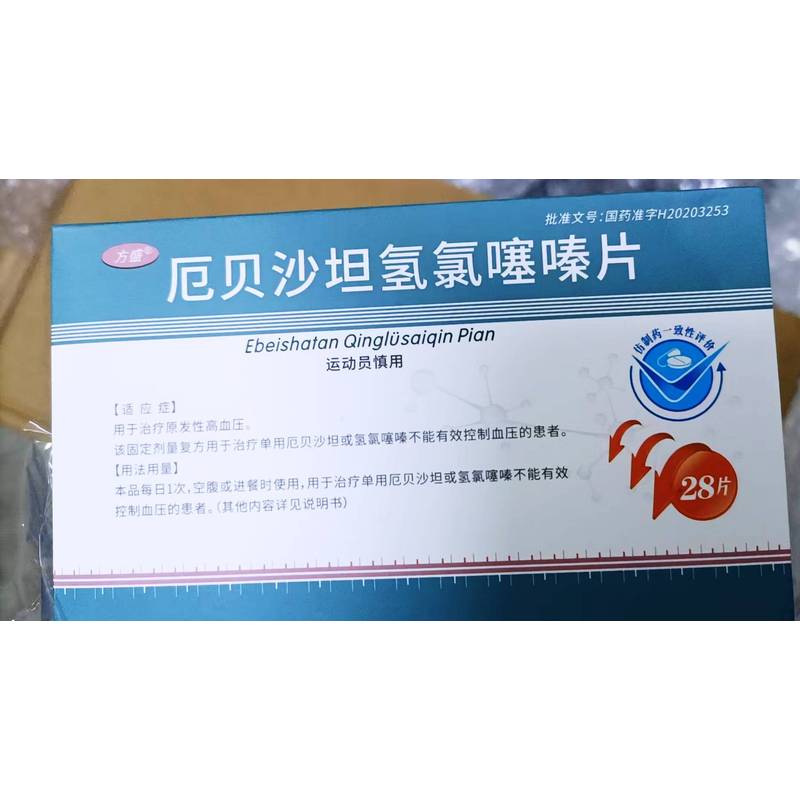 批准文号:国药准字H20203253
方盛®
厄贝沙坦氢氯噻嗪片
Ebeishatan Qinglüsaiqin Pian
运动员慎用
仿制药一致性评价
【适应症】
用于治疗原发性高血压。
该固定剂量复方用于治疗单用厄贝沙坦或氢氯噻嗪不能有效控制血压的患者。
【用法用量】
本品每日1次,空腹或进餐时使用,用于治疗单用厄贝沙坦或氢氯噻嗪不能有效
控制血压的患者。(其他内容详见说明书)
28片